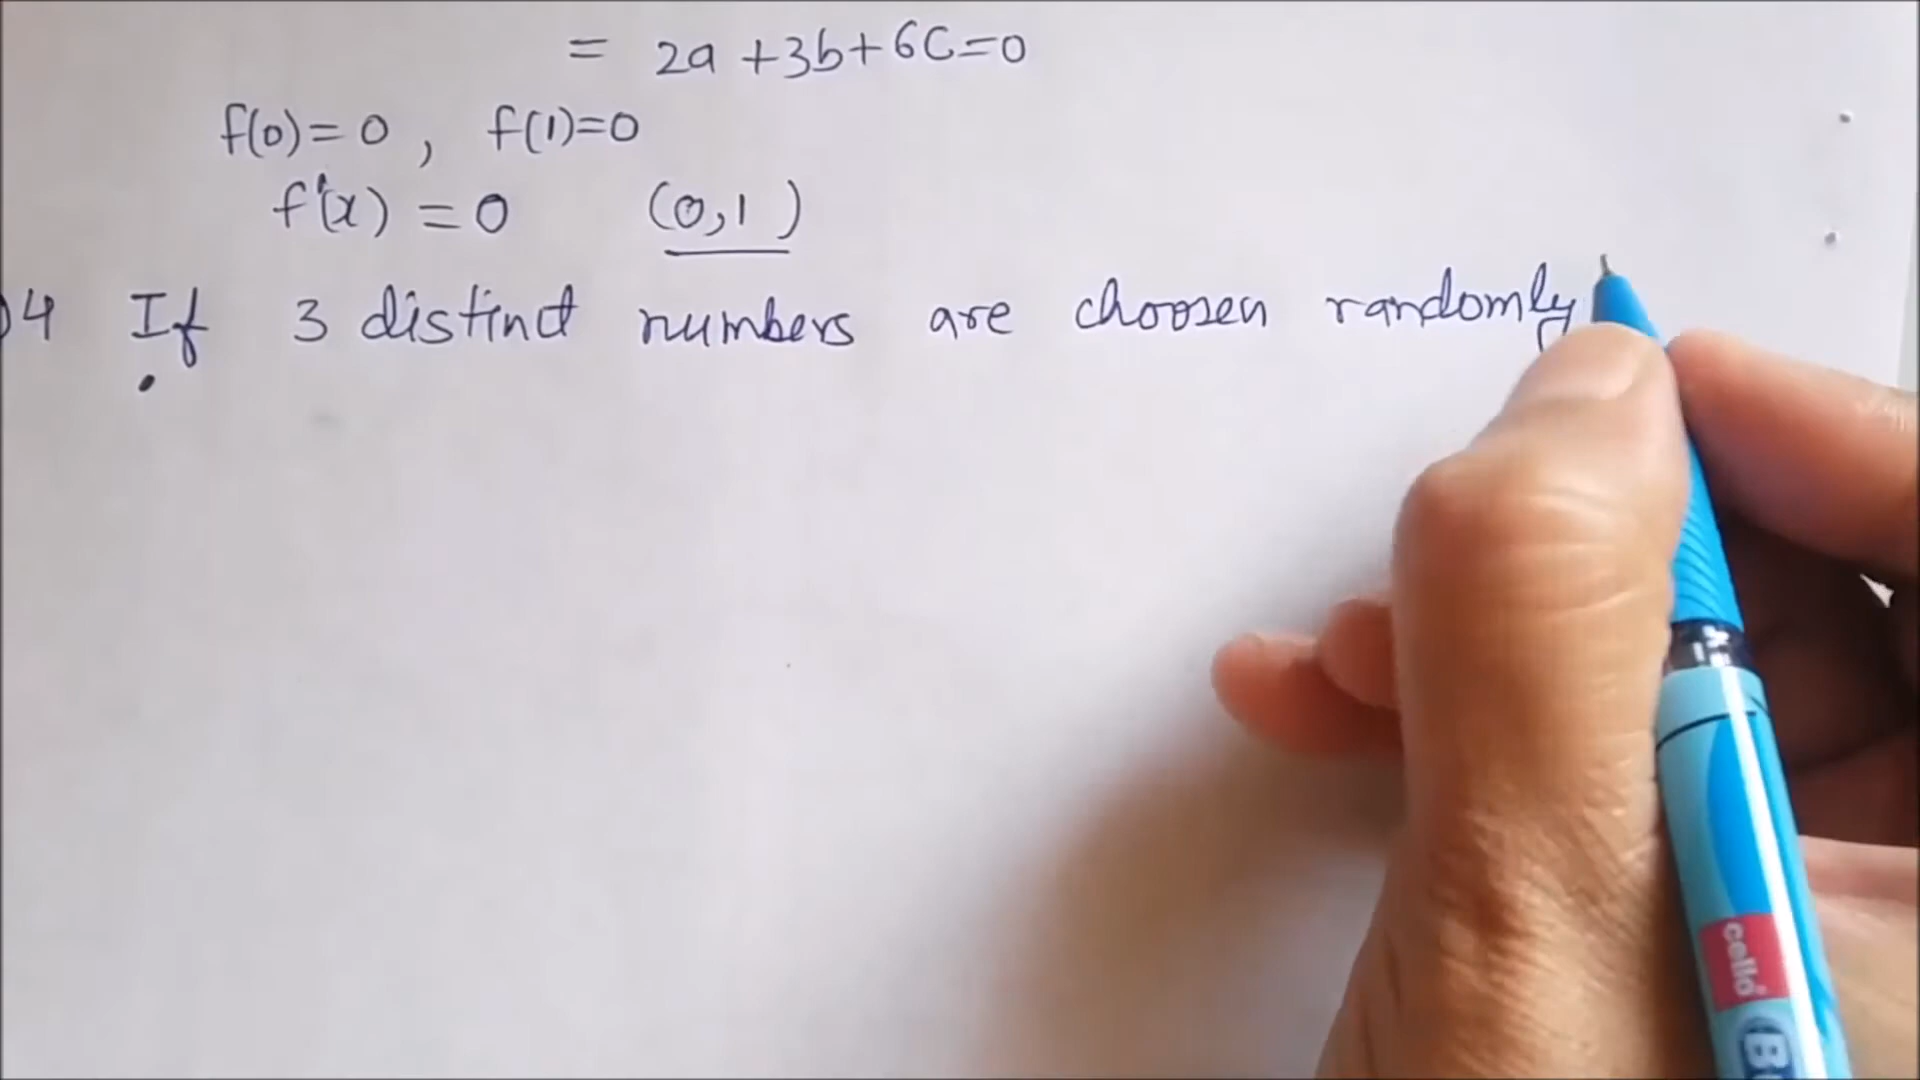 = 2a +3b+6C=0
f(0)=0, f(1)=0
f'(x) = 0 (0,1)
4 If 3 distinct numbers are choosen randomly
cello